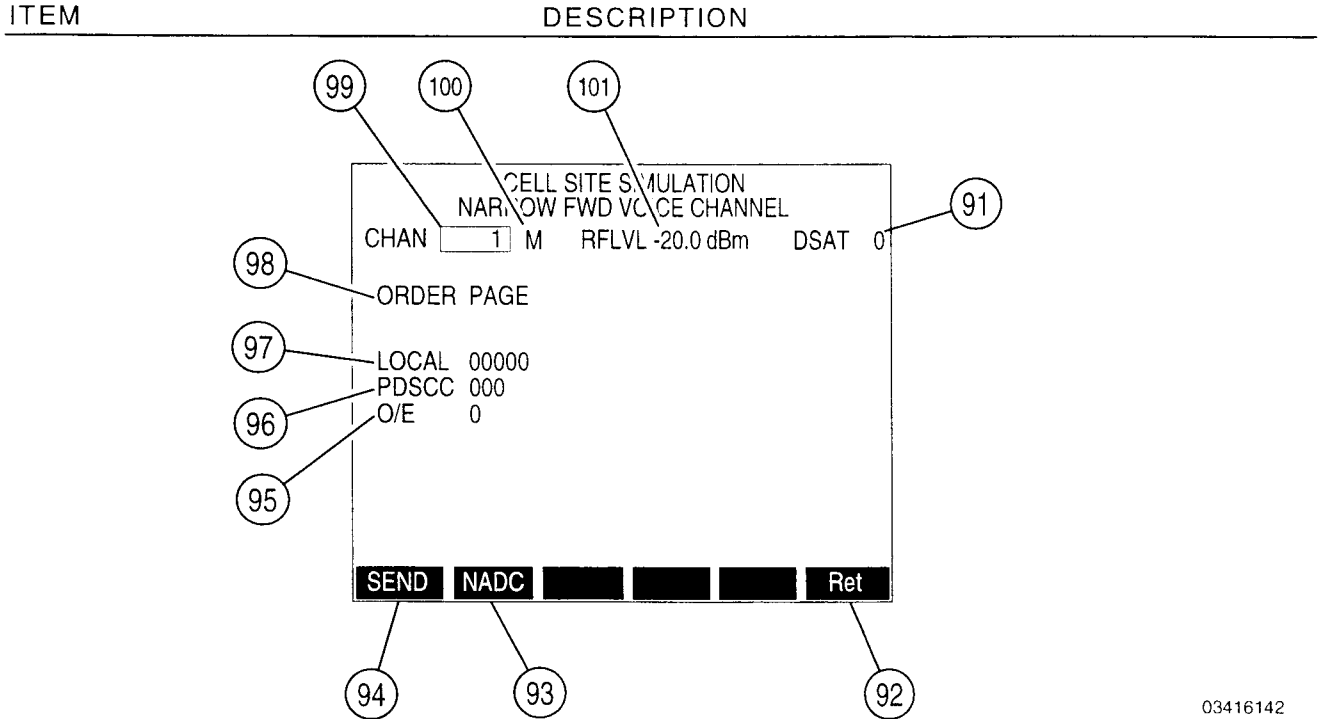 ITEM DESCRIPTION
99 100 101
CELL SITE SIMULATION
NARROW FWD VOICE CHANNEL 91
CHAN 1 M RFLVL -20.0 dBm DSAT 0
98
ORDER PAGE
97
LOCAL 00000
PDSCC 000
96 O/E 0
95
SEND NADC Ret
94 93 92
03416142